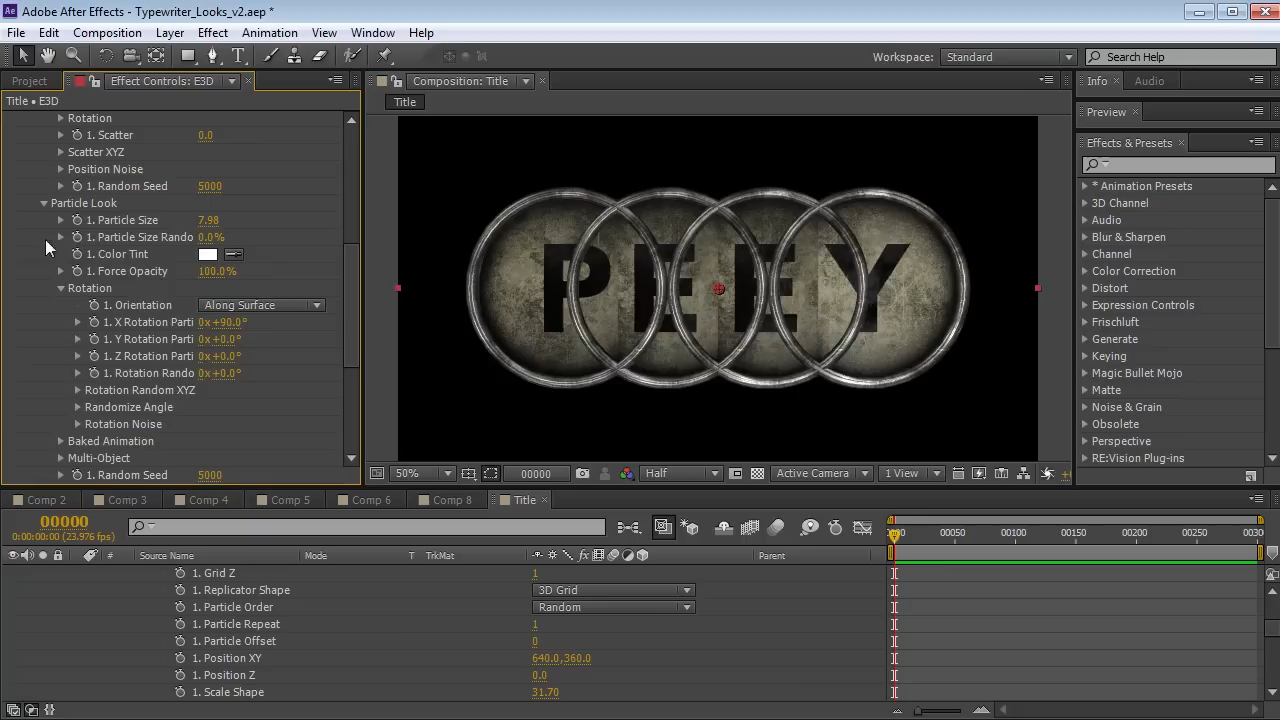 Adobe After Effects - Typewriter_Looks_v2.aep *
File Edit Composition Layer Effect Animation View Window Help
Workspace: Standard Search Help
Project Effect Controls: E3D Composition: Title Info Audio
Title • E3D Title
Preview
Effects & Presets
Rotation
1. Scatter 0.0
Scatter XYZ
Position Noise
1. Random Seed 5000
Particle Look
1. Particle Size 7.98
1. Particle Size Rando 0.0%
1. Color Tint
1. Force Opacity 100.0%
Rotation
1. Orientation Along Surface
1. X Rotation Parti 0x+90.0°
1. Y Rotation Parti 0x+0.0°
1. Z Rotation Parti 0x+0.0°
1. Rotation Rando 0x+0.0°
Rotation Random XYZ
Randomize Angle
Rotation Noise
Baked Animation
Multi-Object
1. Random Seed 5000
PEEY
* Animation Presets
3D Channel
Audio
Blur & Sharpen
Channel
Color Correction
Distort
Expression Controls
Frischluft
Generate
Keying
Magic Bullet Mojo
Matte
Noise & Grain
Obsolete
Perspective
RE:Vision Plug-ins
50% 00000 Half Active Camera 1 View
Comp 2 Comp 3 Comp 4 Comp 5 Comp 6 Comp 8 Title
00000
0:00:00:00 (23.976 fps)
00050 00100 00150 00200 00250
# Source Name Mode T TrkMat Parent
Grid Z 1
1. Replicator Shape 3D Grid
1. Particle Order Random
1. Particle Repeat 1
1. Particle Offset 0
1. Position XY 640.0,360.0
1. Position Z 0.0
1. Scale Shape 31.70